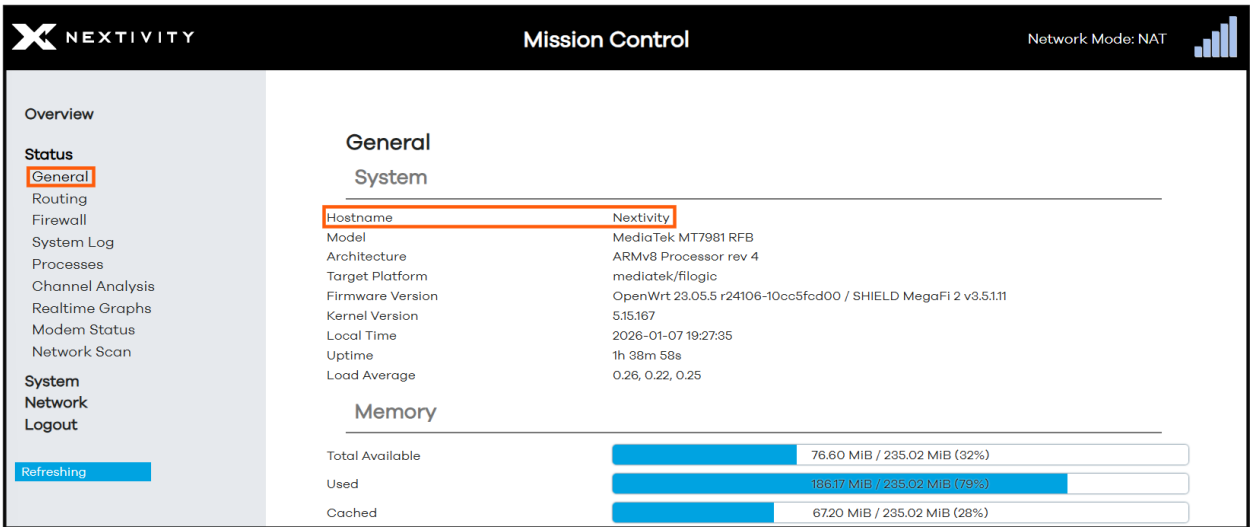 NEXTIVITY
Mission Control
Network Mode: NAT
Overview
Status
General
Routing
Firewall
System Log
Processes
Channel Analysis
Realtime Graphs
Modem Status
Network Scan
System
Network
Logout
Refreshing
General
System
Hostname Nextivity
Model MediaTek MT7981 RFB
Architecture ARMv8 Processor rev 4
Target Platform mediatek/filogic
Firmware Version OpenWrt 23.05.5 r24106-10cc5fcd00 / SHIELD MegaFi 2 v3.5.1.11
Kernel Version 5.15.167
Local Time 2026-01-07 19:27:35
Uptime 1h 38m 58s
Load Average 0.26, 0.22, 0.25
Memory
Total Available 76.60 MiB / 235.02 MiB (32%)
Used 186.17 MiB / 235.02 MiB (79%)
Cached 67.20 MiB / 235.02 MiB (28%)